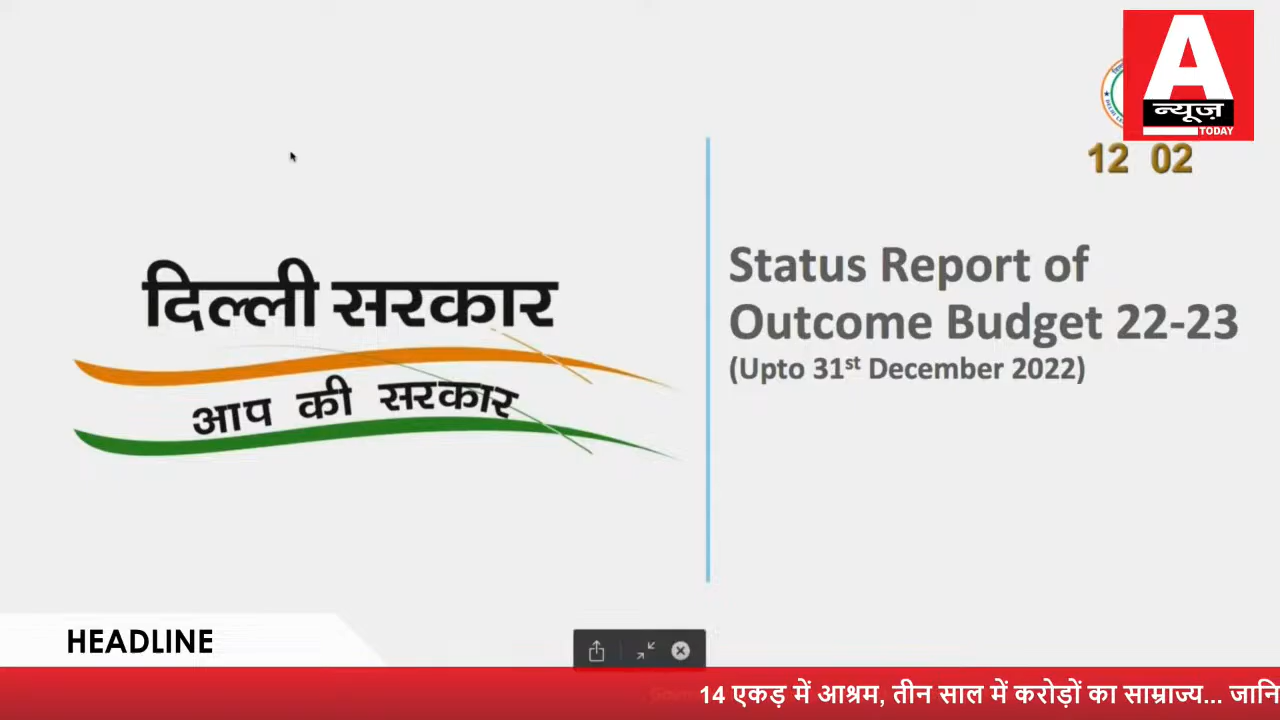 A
न्यूज़
TODAY
12 02
दिल्ली सरकार
आप की सरकार
Status Report of
Outcome Budget 22-23
(Upto 31st December 2022)
HEADLINE
14 एकड़ में आश्रम, तीन साल में करोड़ों का साम्राज्य... जानि